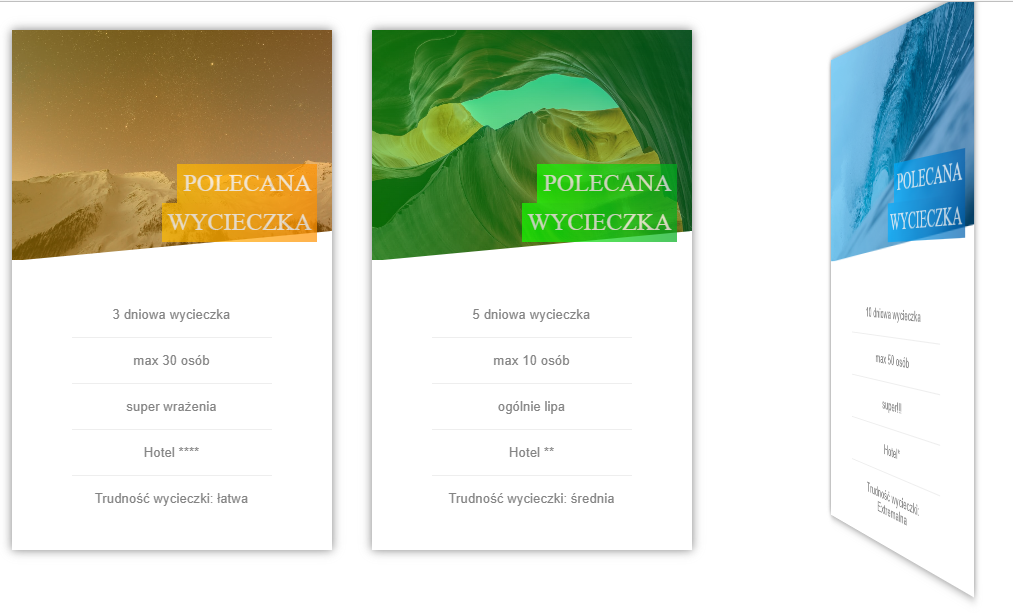 POLECANA
WYCIECZKA
3 dniowa wycieczka
max 30 osób
super wrażenia
Hotel ****
Trudność wycieczki: łatwa
POLECANA
WYCIECZKA
5 dniowa wycieczka
max 10 osób
ogólnie lipa
Hotel **
Trudność wycieczki: średnia
POLECANA
WYCIECZKA
10 dniowa wycieczka
max 50 osób
super!!!
Hotel*
Trudność wycieczki:
Extremalna